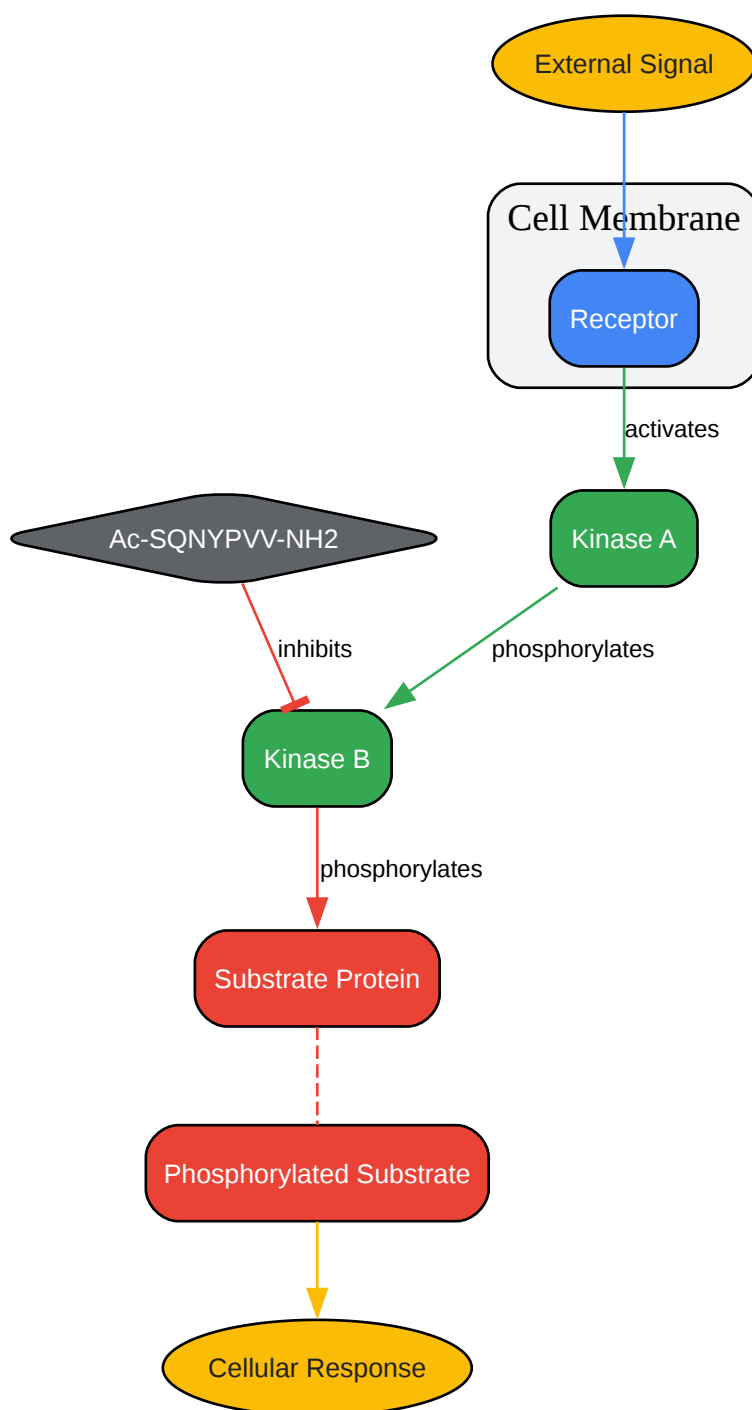 External Signal
Cell Membrane
Receptor
activates
Ac-SQNYPVV-NH2
Kinase A
inhibits
phosphorylates
Kinase B
phosphorylates
Substrate Protein
Phosphorylated Substrate
Cellular Response